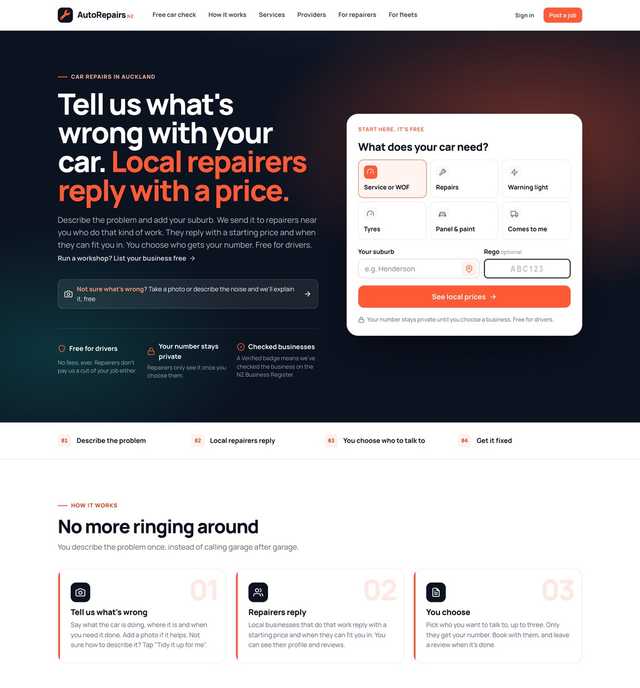 AutoRepairs NZ
Free car check
How it works
Services
Providers
For repairers
For fleets
Sign in
Post a job
CAR REPAIRS IN AUCKLAND
Tell us what's
wrong with your
car. Local repairers
reply with a price.
Describe the problem and add your suburb. We send it to repairers near
you who do that kind of work. They reply with a starting price and when
they can fit you in. You choose who gets your number. Free for drivers.
Run a workshop? List your business free →
Not sure what's wrong? Take a photo or describe the noise and we'll explain
it, free →
Free for drivers
No fees, ever. Repairers don't
pay us a cut of your job either.
Your number stays
private
Repairers only see it once you
choose them.
Checked businesses
A Verified badge means we've
checked the business on the
NZ Business Register.
START HERE, IT'S FREE
What does your car need?
Service or WOF
Repairs
Warning light
Tyres
Panel & paint
Comes to me
Your suburb
e.g. Henderson
Rego optional
ABC123
See local prices →
Your number stays private until you choose a business. Free for drivers.
01 Describe the problem
02 Local repairers reply
03 You choose who to talk to
04 Get it fixed
HOW IT WORKS
No more ringing around
You describe the problem once, instead of calling garage after garage.
01
Tell us what's wrong
Say what the car is doing, where it is and when
you need it done. Add a photo if it helps. Not
sure how to describe it? Tap "Tidy it up for me".
02
Repairers reply
Local businesses that do that work reply with a
starting price and when they can fit you in. You
can see their profile and reviews.
03
You choose
Pick who you want to talk to, up to three. Only
they get your number. Book with them, and leave
a review when it's done.